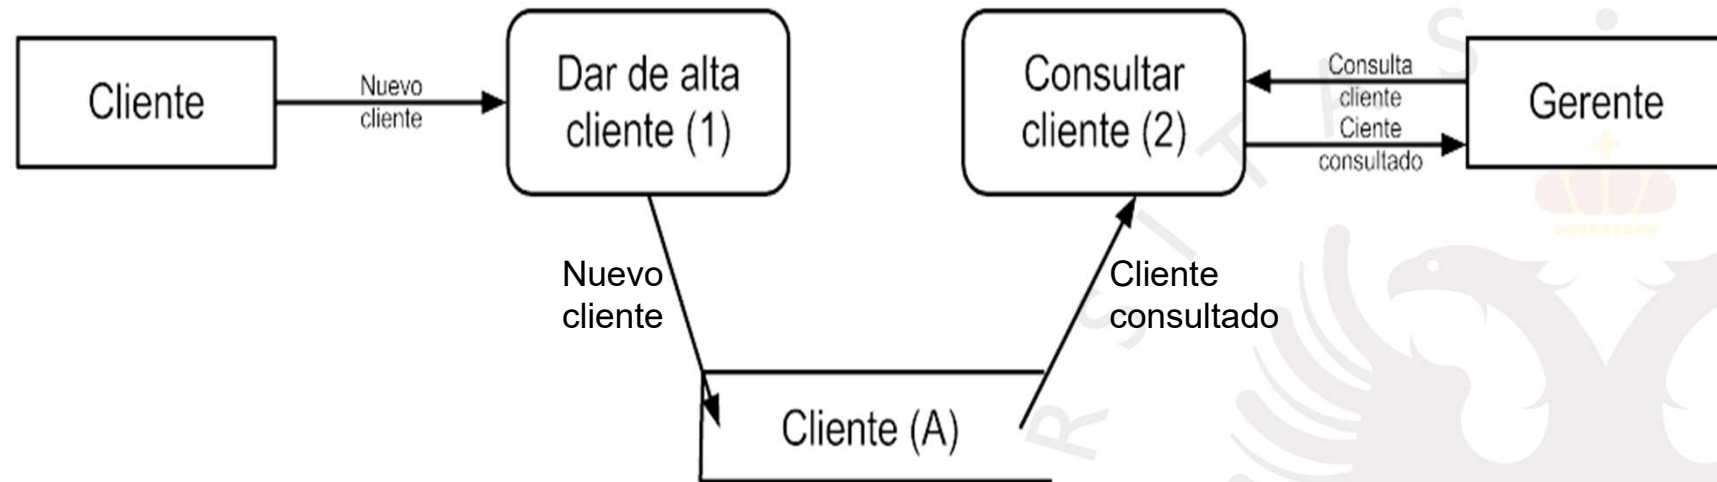 Cliente
Nuevo
cliente
Dar de alta
cliente (1)
Consultar
cliente (2)
Consulta
cliente
Ciente
consultado
Gerente
Nuevo
cliente
Cliente
consultado
Cliente (A)
R S I T A S